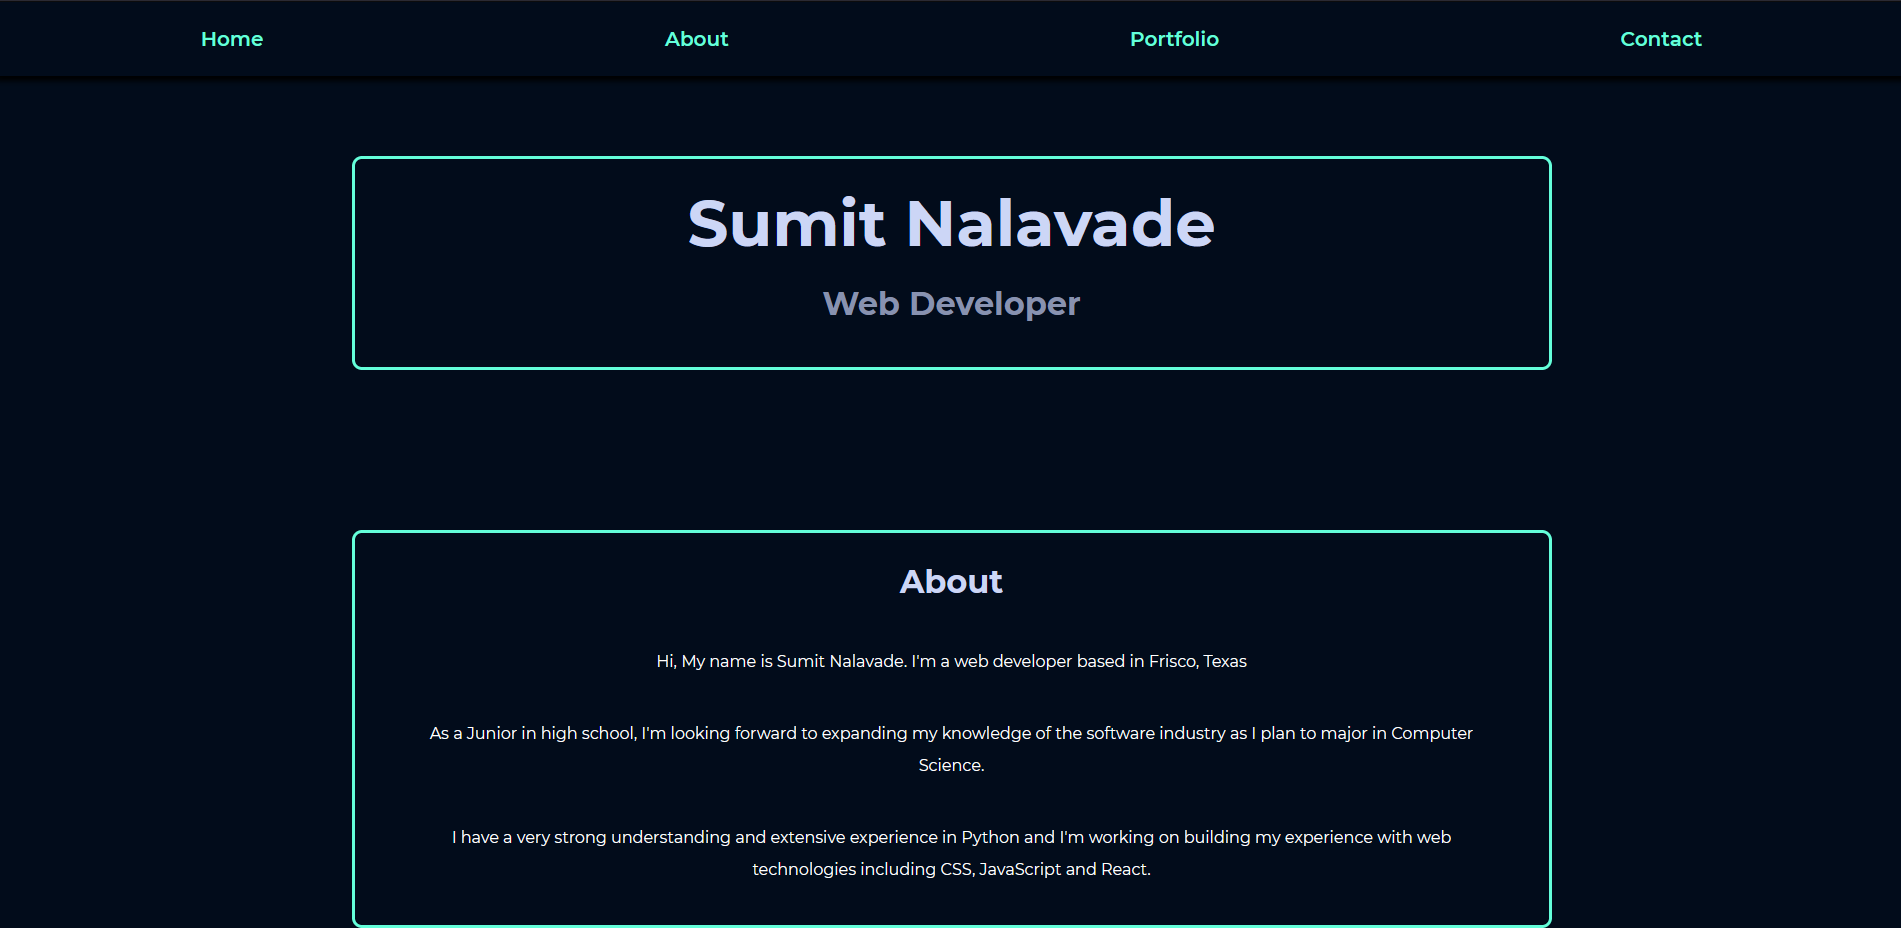 Home About Portfolio Contact
Sumit Nalavade
Web Developer
About
Hi, My name is Sumit Nalavade. I'm a web developer based in Frisco, Texas
As a Junior in high school, I'm looking forward to expanding my knowledge of the software industry as I plan to major in Computer
Science.
I have a very strong understanding and extensive experience in Python and I'm working on building my experience with web
technologies including CSS, JavaScript and React.